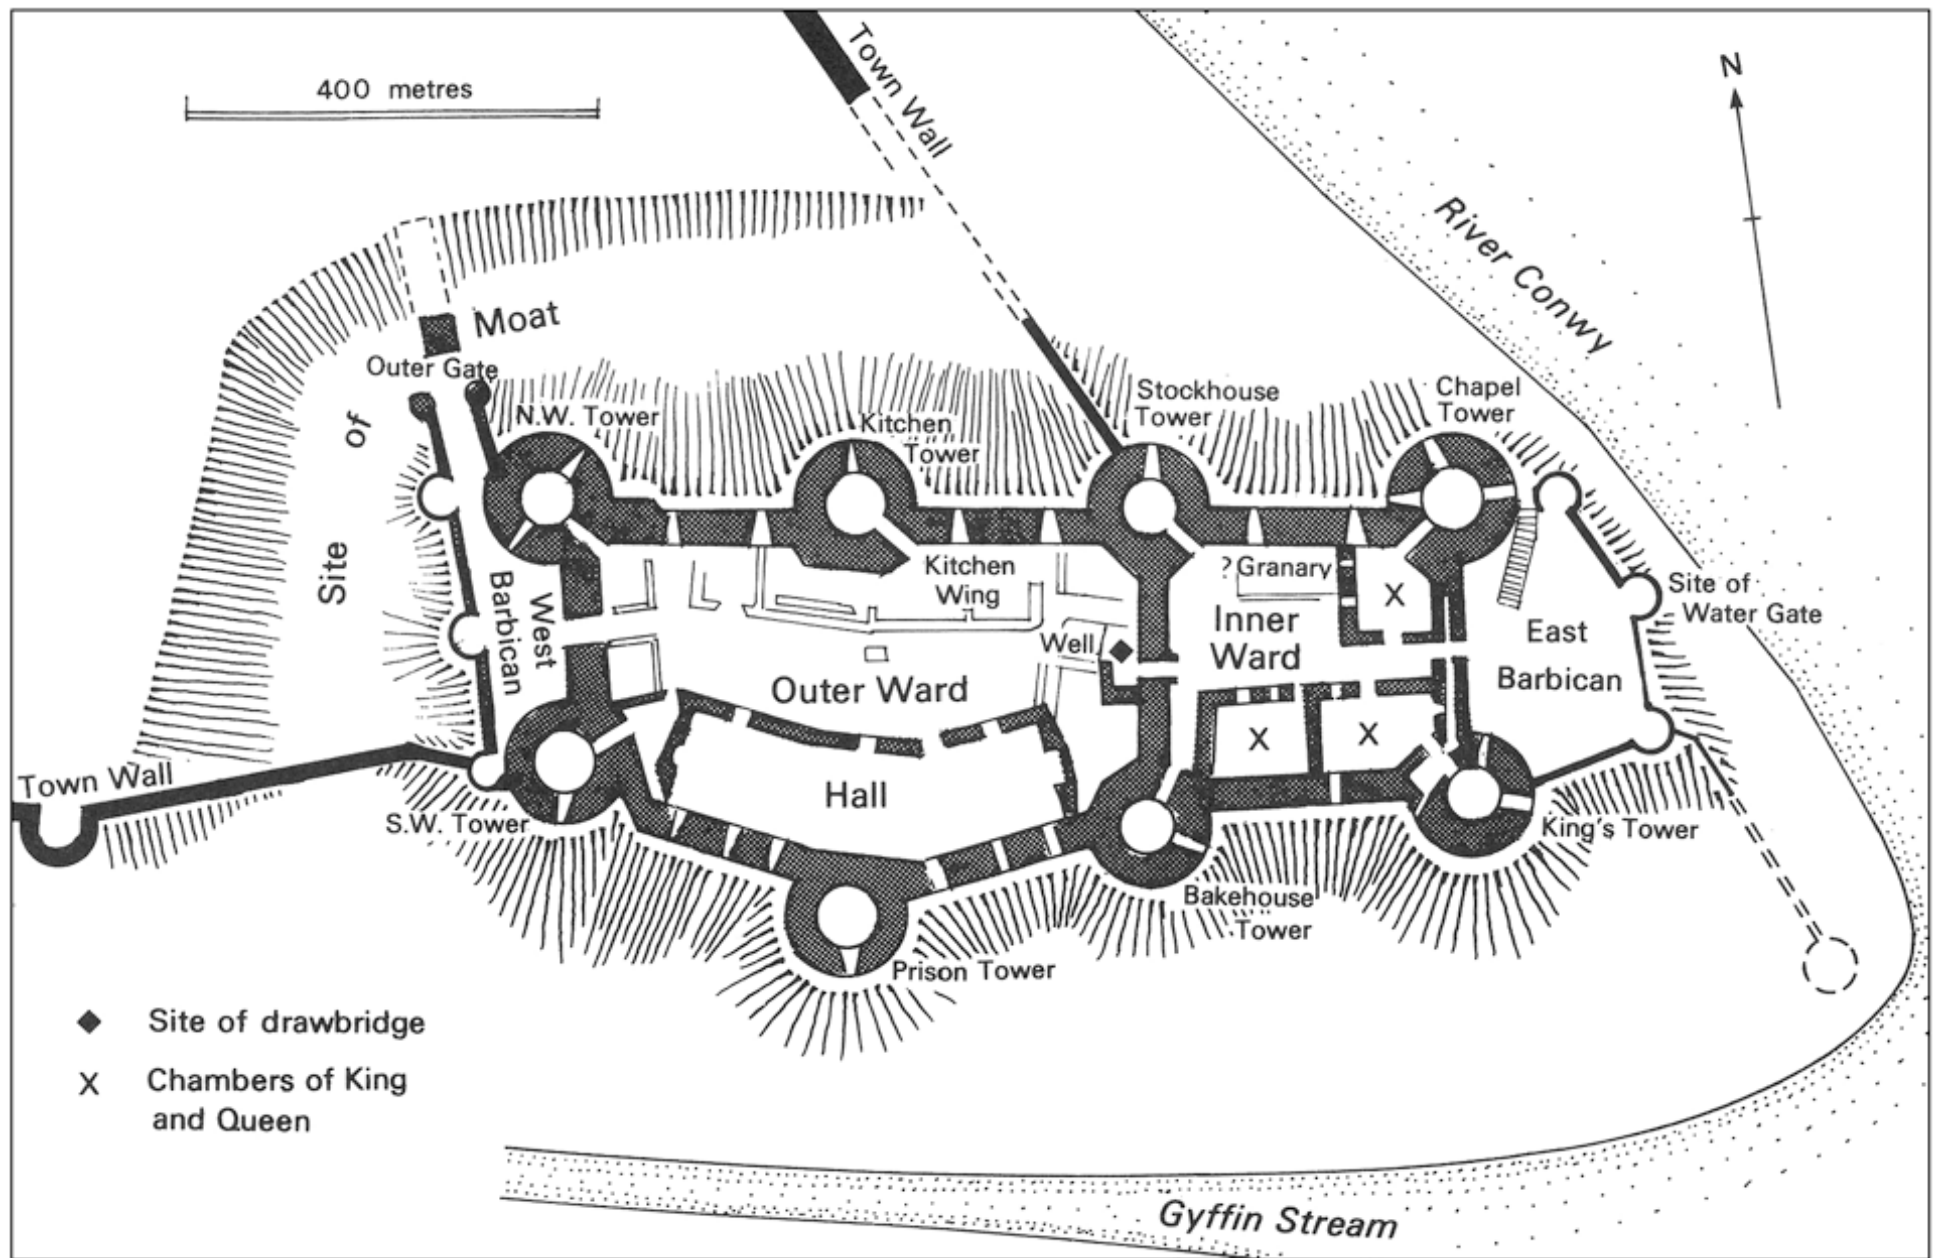 400 metres
Town Wall
N
River Conwy
Moat
Outer Gate
Site of
N.W. Tower
Kitchen
Tower
Stockhouse
Tower
Chapel
Tower
West
Barbican
Kitchen
Wing
? Granary
X
Inner
Ward
Well
Outer Ward
East
Barbican
Site of
Water Gate
X
X
Hall
Town Wall
S.W. Tower
King's Tower
Bakehouse
Tower
Prison Tower
Site of drawbridge
X Chambers of King
and Queen
Gyffin Stream